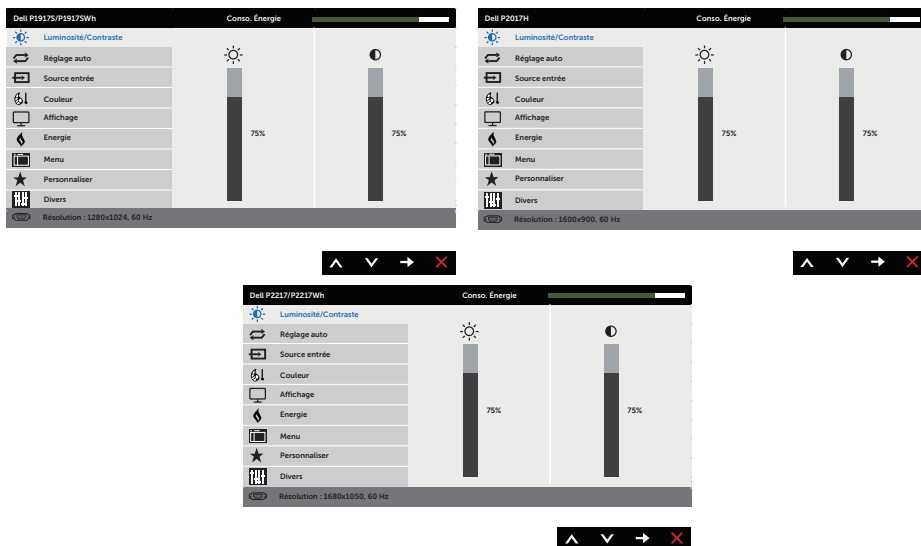 Dell P1917S/P1917SWh Conso. Énergie
Luminosité/Contraste
Réglage auto
Source entrée
Couleur
Affichage
Energie
75% 75%
Menu
Personnaliser
Divers
Résolution : 1280x1024, 60 Hz
Dell P2017H Conso. Énergie
Luminosité/Contraste
Réglage auto
Source entrée
Couleur
Affichage
Energie
75% 75%
Menu
Personnaliser
Divers
Résolution : 1600x900, 60 Hz
Dell P2217/P2217Wh Conso. Énergie
Luminosité/Contraste
Réglage auto
Source entrée
Couleur
Affichage
Energie
75% 75%
Menu
Personnaliser
Divers
Résolution : 1680x1050, 60 Hz